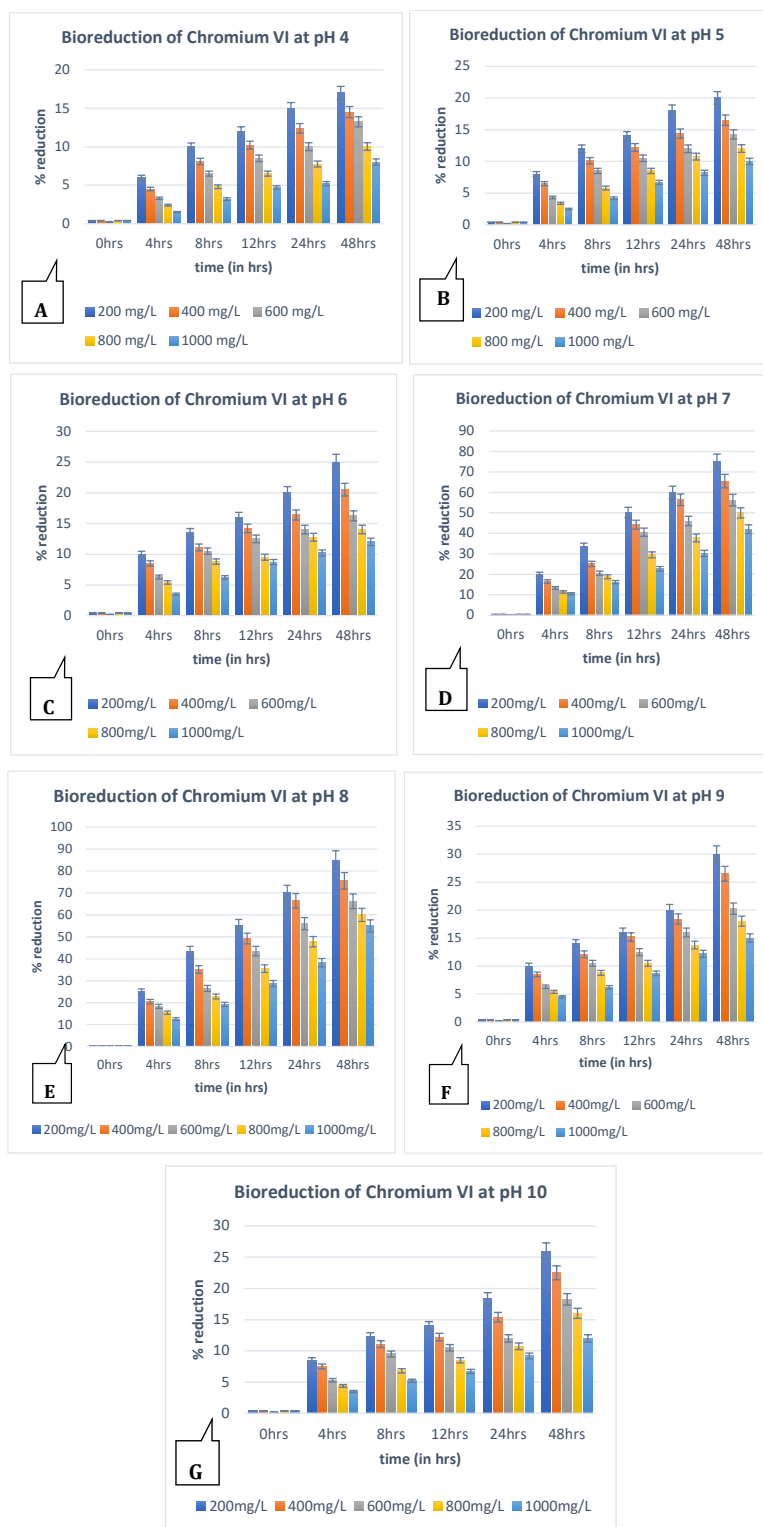 Bioreduction of Chromium VI at pH 4
20
15
10
5
0
% reduction
0hrs 4hrs 8hrs 12hrs 24hrs 48hrs
time (in hrs)
A
200 mg/L 400 mg/L 600 mg/L
800 mg/L 1000 mg/L
Bioreduction of Chromium VI at pH 5
25
20
15
10
5
0
% reduction
0hrs 4hrs 8hrs 12hrs 24hrs 48hrs
time (in hrs)
B
200 mg/L 400 mg/L 600 mg/L
800 mg/L 1000 mg/L
Bioreduction of Chromium VI at pH 6
30
25
20
15
10
5
0
% reduction
0hrs 4hrs 8hrs 12hrs 24hrs 48hrs
time (in hrs)
C
200mg/L 400mg/L 600mg/L
800mg/L 1000mg/L
Bioreduction of Chromium VI at pH 7
90
80
70
60
50
40
30
20
10
0
% reduction
0hrs 4hrs 8hrs 12hrs 24hrs 48hrs
time (in hrs)
D
200mg/L 400mg/L 600mg/L
800mg/L 1000mg/L
Bioreduction of Chromium VI at pH 8
100
90
80
70
60
50
40
30
20
10
0
% reduction
0hrs 4hrs 8hrs 12hrs 24hrs 48hrs
time (in hrs)
E
200mg/L 400mg/L 600mg/L 800mg/L 1000mg/L
Bioreduction of Chromium VI at pH 9
35
30
25
20
15
10
5
0
% reduction
0hrs 4hrs 8hrs 12hrs 24hrs 48hrs
time (in hrs)
F
200mg/L 400mg/L 600mg/L
800mg/L 1000mg/L
Bioreduction of Chromium VI at pH 10
30
25
20
15
10
5
0
% reduction
0hrs 4hrs 8hrs 12hrs 24hrs 48hrs
time (in hrs)
G
200mg/L 400mg/L 600mg/L 800mg/L 1000mg/L